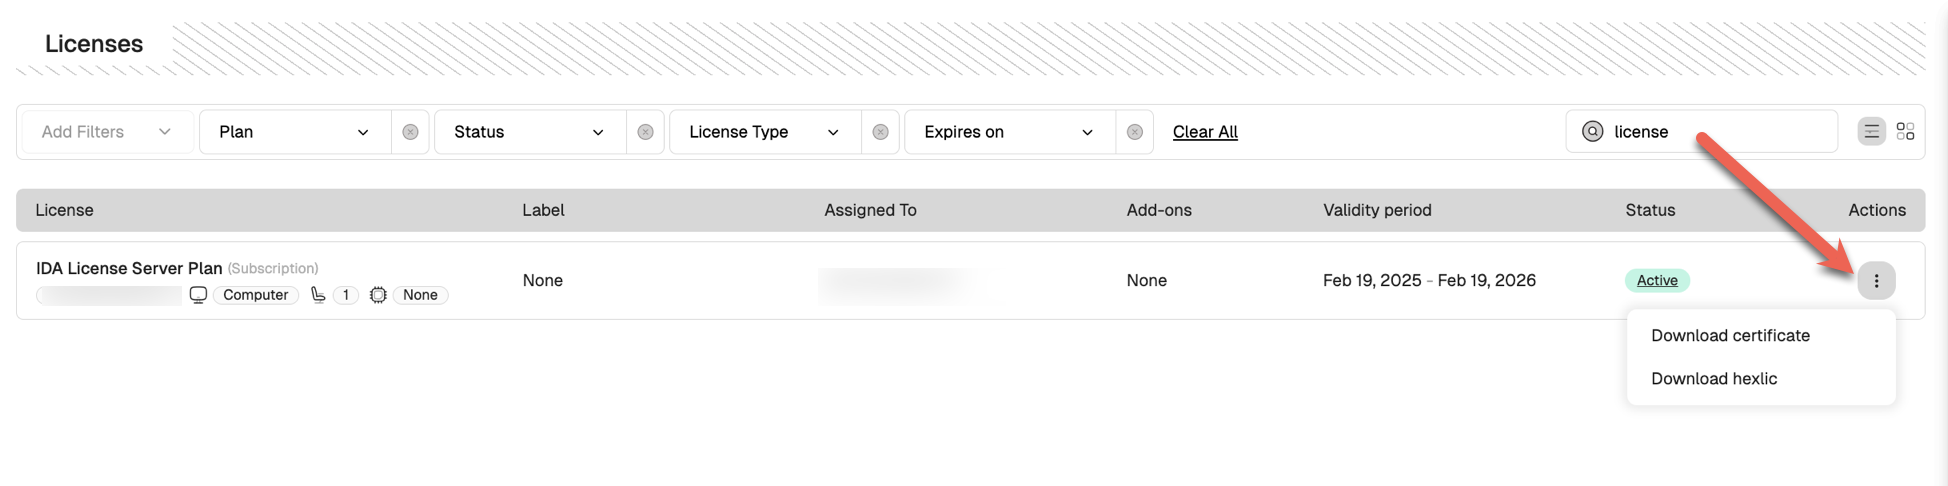 Licenses
Add Filters Plan Status License Type Expires on Clear All license
License Label Assigned To Add-ons Validity period Status Actions
IDA License Server Plan (Subscription)
Computer 1 None
None None Feb 19, 2025 - Feb 19, 2026 Active
Download certificate
Download hexlic